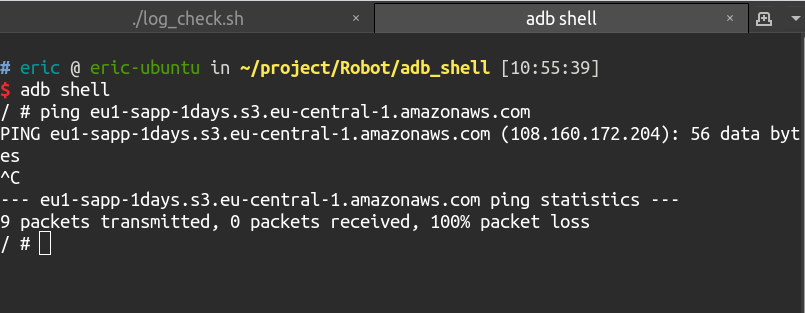 ./log_check.sh × adb shell ×
# eric @ eric-ubuntu in ~/project/Robot/adb_shell [10:55:39]
$ adb shell
/ # ping eu1-sapp-1days.s3.eu-central-1.amazonaws.com
PING eu1-sapp-1days.s3.eu-central-1.amazonaws.com (108.160.172.204): 56 data byt
es
^C
--- eu1-sapp-1days.s3.eu-central-1.amazonaws.com ping statistics ---
9 packets transmitted, 0 packets received, 100% packet loss
/ #